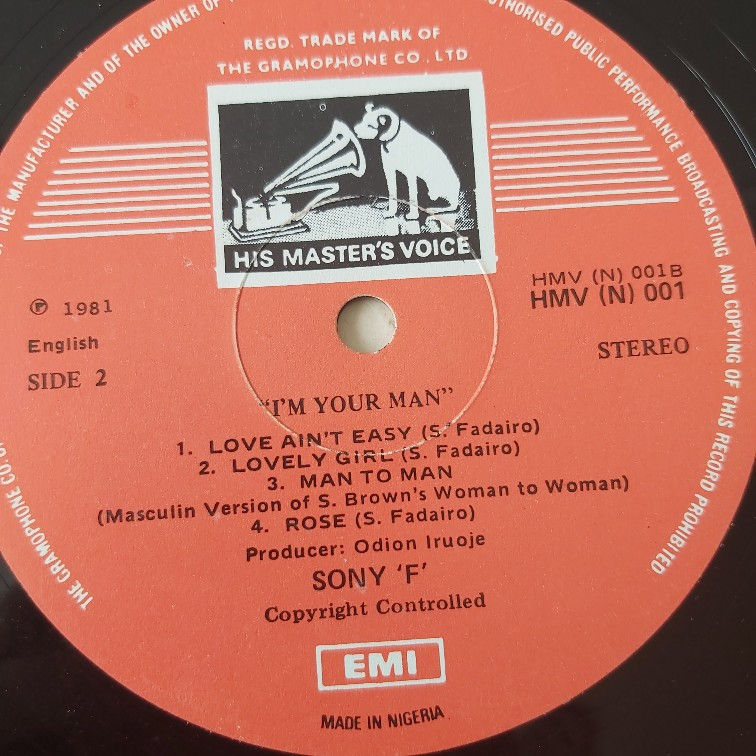 THE GRAMOPHONE CO.
THE MANUFACTURER AND OF THE OWNER OF
PUBLIC PERFORMANCE BROADCASTING AND COPYING OF THIS RECORD PROHIBITED
REGD. TRADE MARK OF
THE GRAMOPHONE CO., LTD
HIS MASTER'S VOICE
℗ 1981
English
SIDE 2
HMV (N) 001B
HMV (N) 001
STEREO
"I'M YOUR MAN"
1. LOVE AIN'T EASY (S. Fadairo)
2. LOVELY GIRL (S. Fadairo)
3. MAN TO MAN
(Masculin Version of S. Brown's Woman to Woman)
4. ROSE (S. Fadairo)
Producer: Odion Iruoje
SONY 'F'
Copyright Controlled
EMI
MADE IN NIGERIA